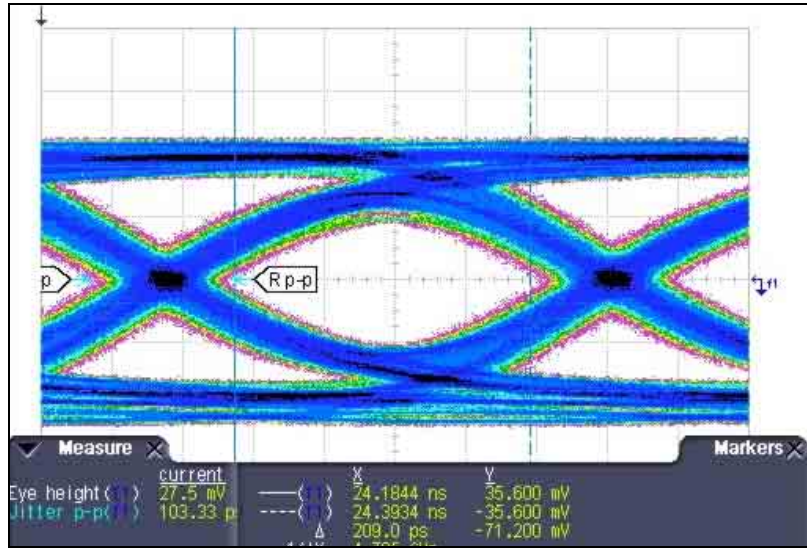 p
R p-p
f1
Measure
Markers
current
X
Y
Eye height(f1) 27.5 mV
Jitter p-p(f1) 103.33 p
(f1) 24.1844 ns 35.600 mV
(f1) 24.3934 ns -35.600 mV
Δ 209.0 ps -71.200 mV